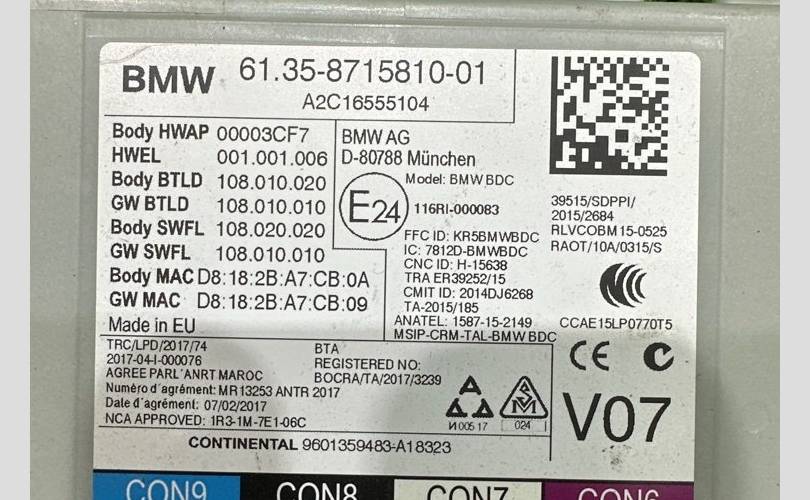 BMW 61.35-8715810-01
A2C16555104
Body HWAP 00003CF7
HWEL 001.001.006
Body BTLD 108.010.020
GW BTLD 108.010.010
Body SWFL 108.020.020
GW SWFL 108.010.010
Body MAC D8:18:2B:A7:CB:0A
GW MAC D8:18:2B:A7:CB:09
Made in EU
BMW AG
D-80788 München
Model: BMW BDC
E24 116RI-000083
FFC ID: KR5BMWBDC
IC: 7812D-BMWBDC
CNC ID: H-15638
TRA ER39252/15
CMIT ID: 2014DJ6268
TA-2015/185
ANATEL: 1587-15-2149
MSIP-CRM-TAL-BMW BDC
39515/SDPPI/
2015/2684
RLVCOBM15-0525
RAOT/10A/0315/S
CCAE15LP0770T5
CE
TRC/LPD/2017/74
2017-04-I-000076
AGREE PARL'ANRT MAROC
Numéro d'agrément: MR13253 ANTR 2017
Date d'agrément: 07/02/2017
NCA APPROVED: 1R3-1M-7E1-06C
BTA
REGISTERED NO:
BOCRA/TA/2017/3239
И005 17
024
V07
CONTINENTAL 9601359483-A18323
CON9 CON8 CON7 CON6